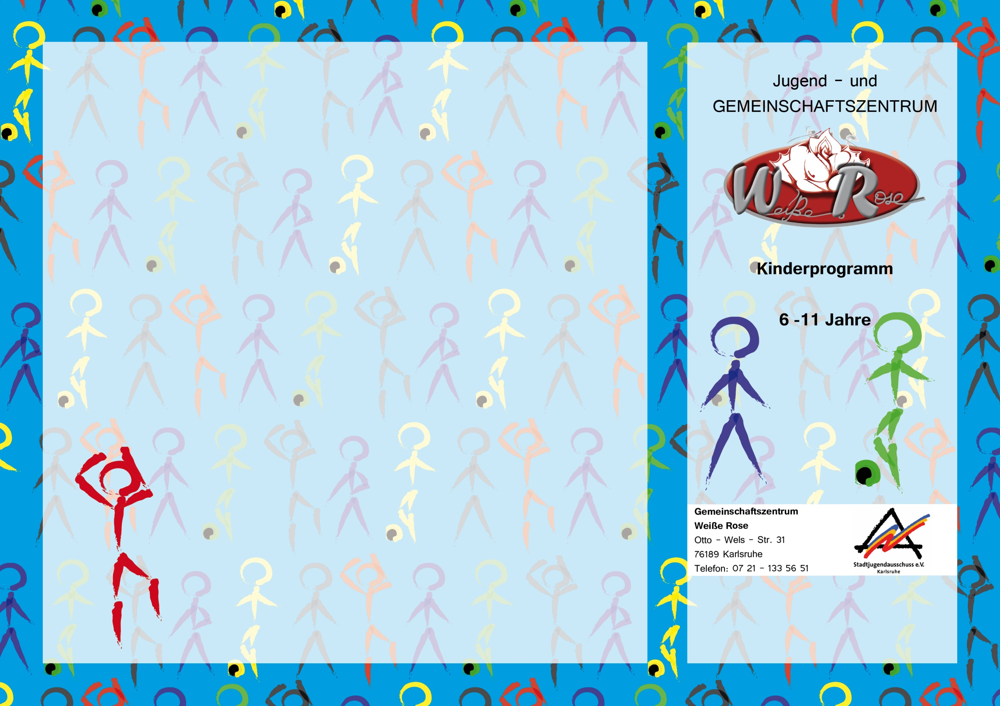 Jugend - und
GEMEINSCHAFTSZENTRUM
Weiße Rose
Kinderprogramm
6 -11 Jahre
Gemeinschaftszentrum
Weiße Rose
Otto - Wels - Str. 31
76189 Karlsruhe
Telefon: 07 21 - 133 56 51
Stadtjugendausschuss e.V.
Karlsruhe